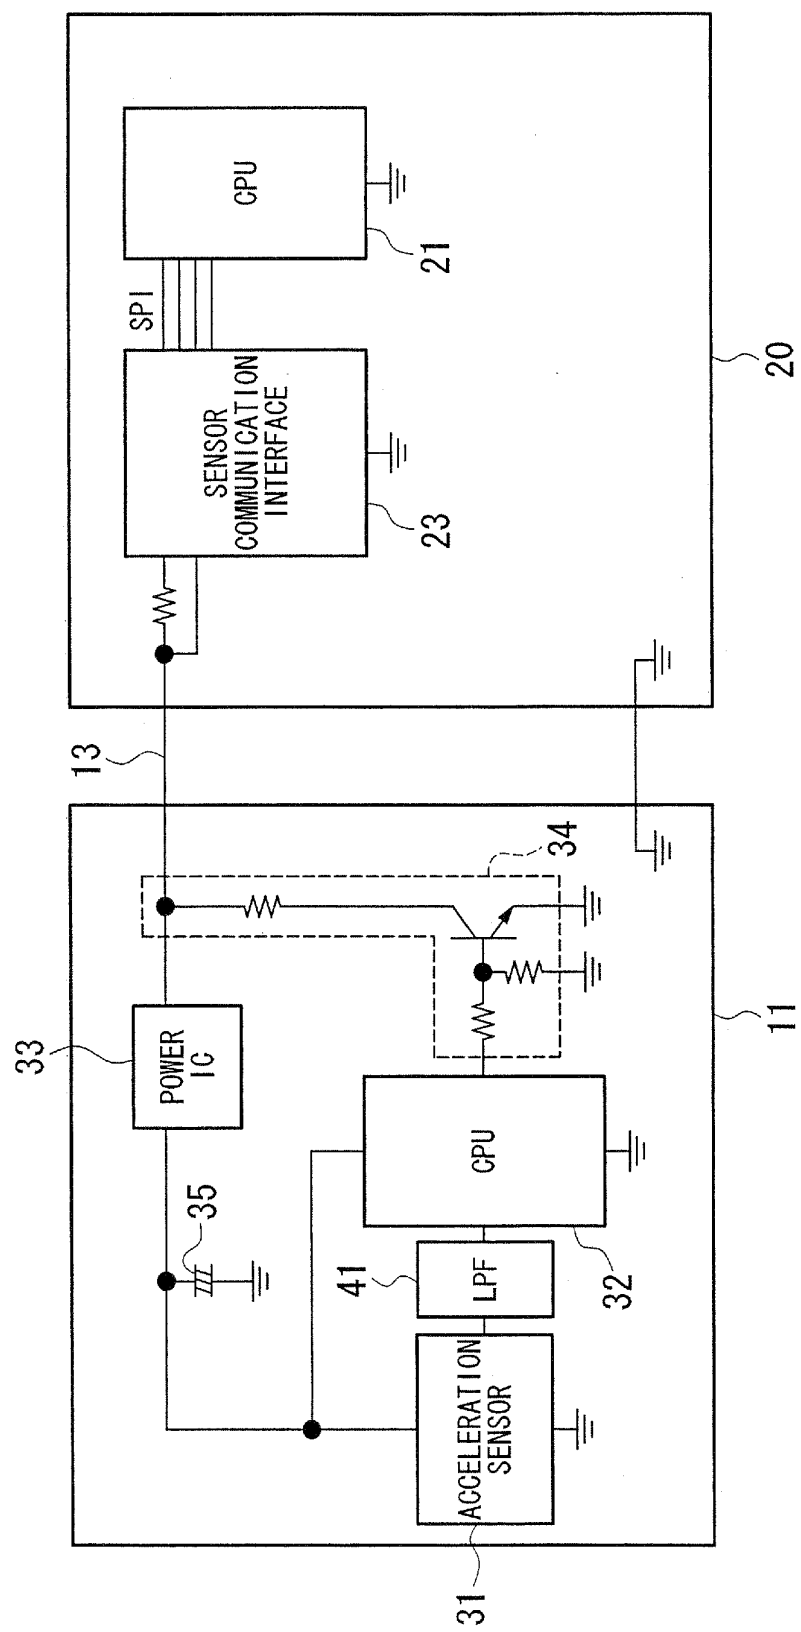 33
POWER
IC
35
13
SENSOR
COMMUNICATION
INTERFACE
23
SPI
CPU
21
34
41
LPF
ACCELERATION
SENSOR
31
CPU
32
11
20